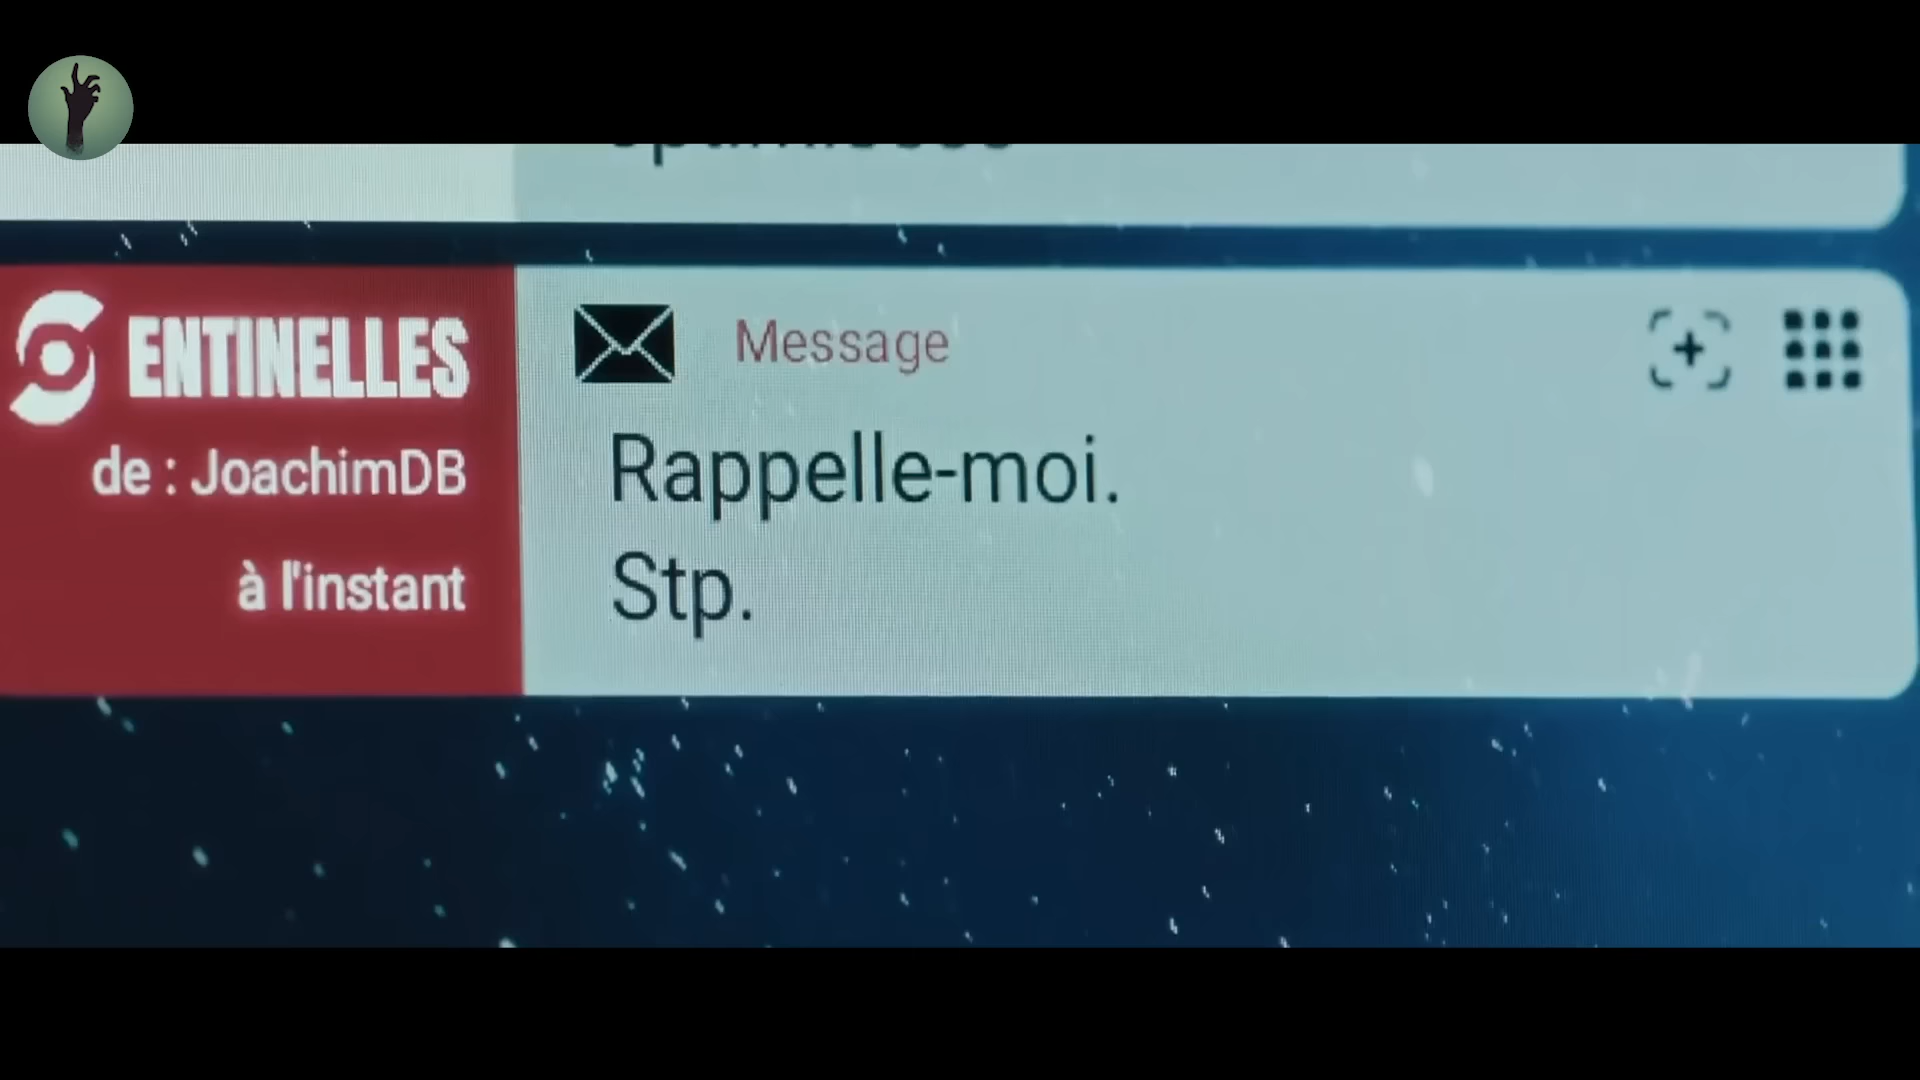 SENTINELLES
Message
de : JoachimDB
Rappelle-moi.
à l'instant
Stp.